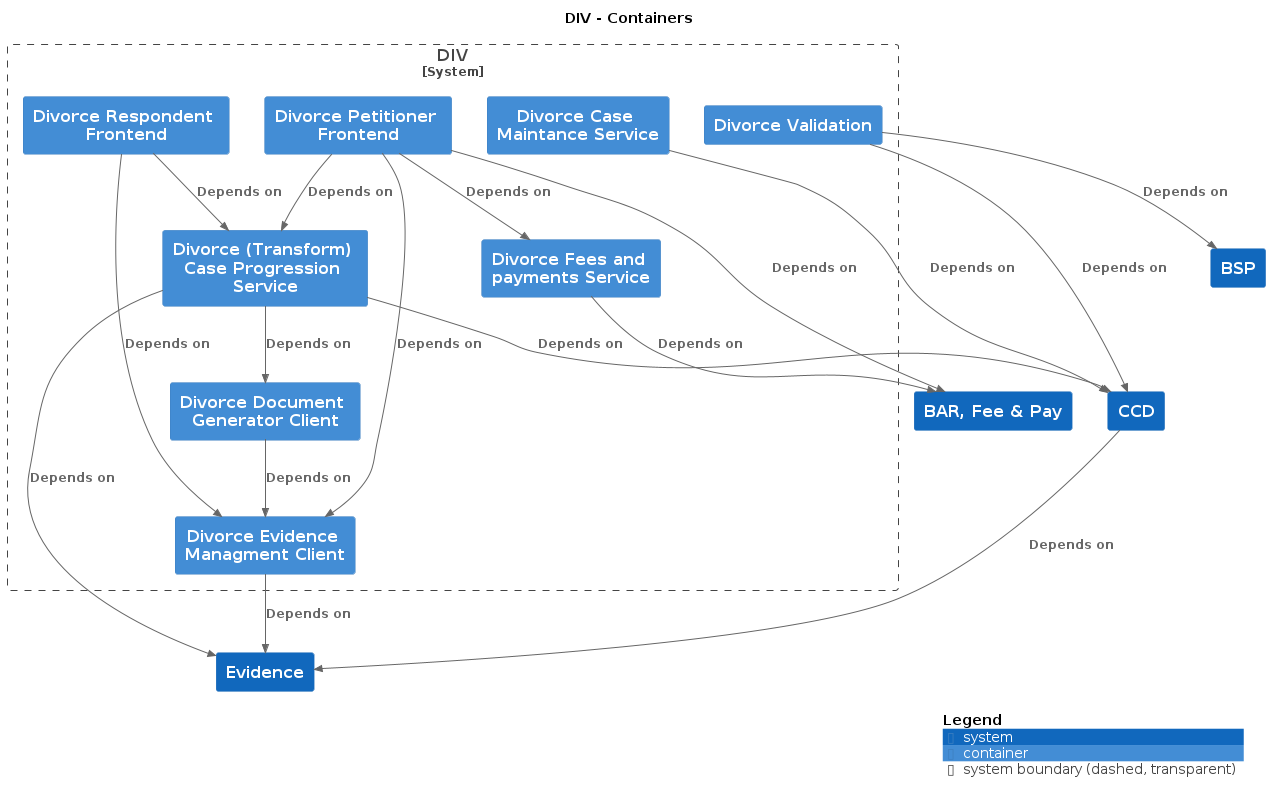 DIV - Containers
DIV
[System]
Divorce Respondent
Frontend
Divorce Petitioner
Frontend
Divorce Case
Maintance Service
Divorce Validation
Depends on
Depends on
Depends on
Depends on
Divorce (Transform)
Case Progression
Service
Divorce Fees and
payments Service
Depends on
Depends on
Depends on
BSP
Depends on
Depends on
Depends on
Depends on
Depends on
Divorce Document
Generator Client
BAR, Fee & Pay
CCD
Depends on
Depends on
Divorce Evidence
Managment Client
Depends on
Depends on
Evidence
Legend
system
container
system boundary (dashed, transparent)